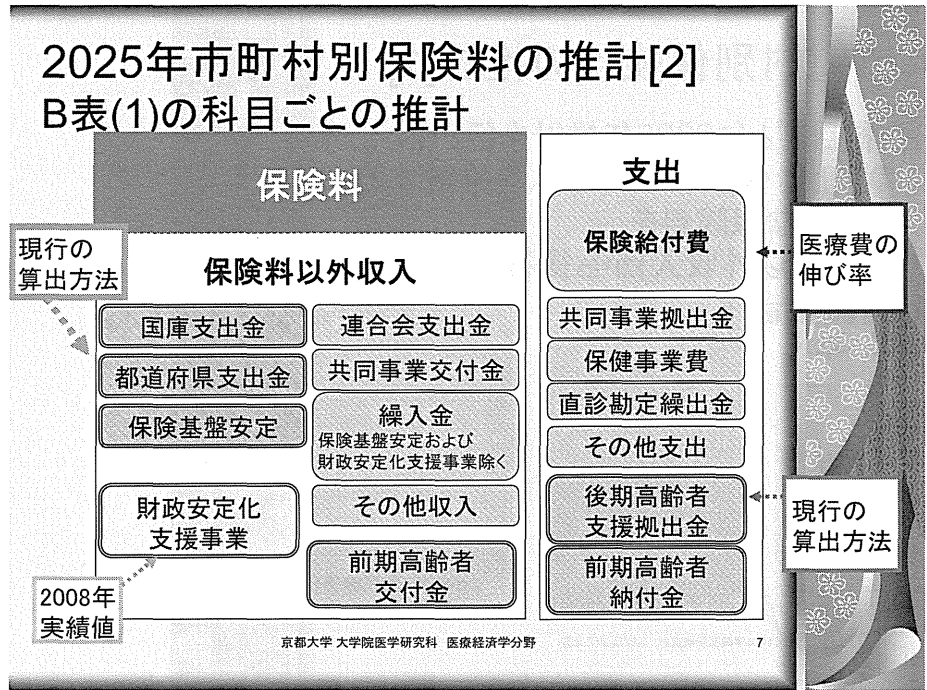 2025年市町村別保険料の推計[2]
B表(1)の科目ごとの推計
保険料
現行の
算出方法
保険料以外収入
国庫支出金
連合会支出金
都道府県支出金
共同事業交付金
保険基盤安定
繰入金
保険基盤安定および
財政安定化支援事業除く
財政安定化
支援事業
その他収入
前期高齢者
交付金
2008年
実績値
支出
保険給付費
医療費の
伸び率
共同事業拠出金
保健事業費
直診勘定繰出金
その他支出
後期高齢者
支援拠出金
現行の
算出方法
前期高齢者
納付金
京都大学 大学院医学研究科 医療経済学分野
7